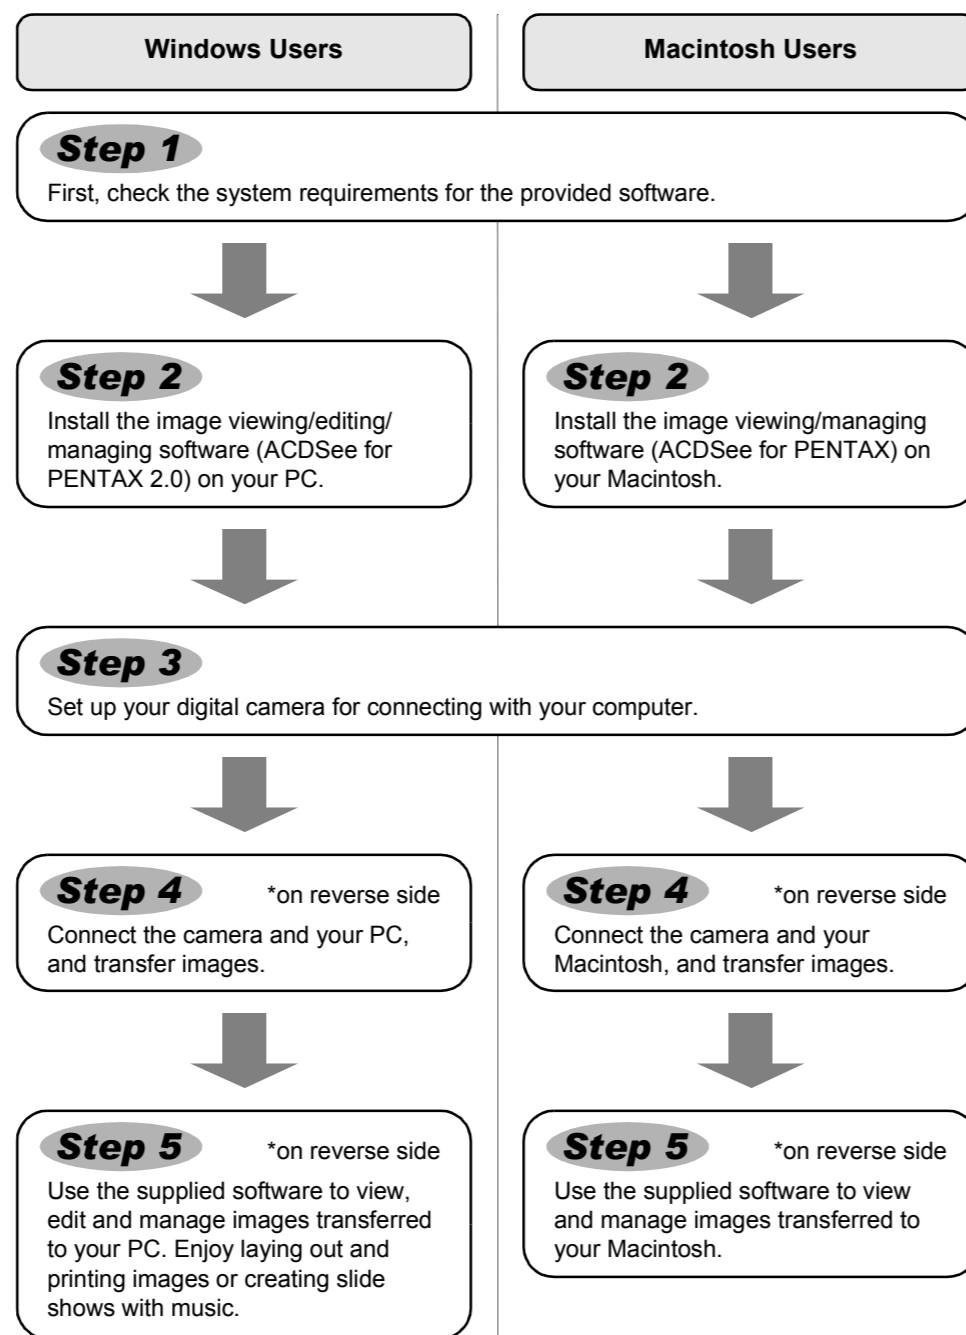 Windows Users
Macintosh Users
Step 1
First, check the system requirements for the provided software.
Step 2
Install the image viewing/editing/
managing software (ACDSee for
PENTAX 2.0) on your PC.
Step 2
Install the image viewing/managing
software (ACDSee for PENTAX) on
your Macintosh.
Step 3
Set up your digital camera for connecting with your computer.
Step 4 *on reverse side
Connect the camera and your PC,
and transfer images.
Step 4 *on reverse side
Connect the camera and your
Macintosh, and transfer images.
Step 5 *on reverse side
Use the supplied software to view,
edit and manage images transferred
to your PC. Enjoy laying out and
printing images or creating slide
shows with music.
Step 5 *on reverse side
Use the supplied software to view
and manage images transferred to
your Macintosh.